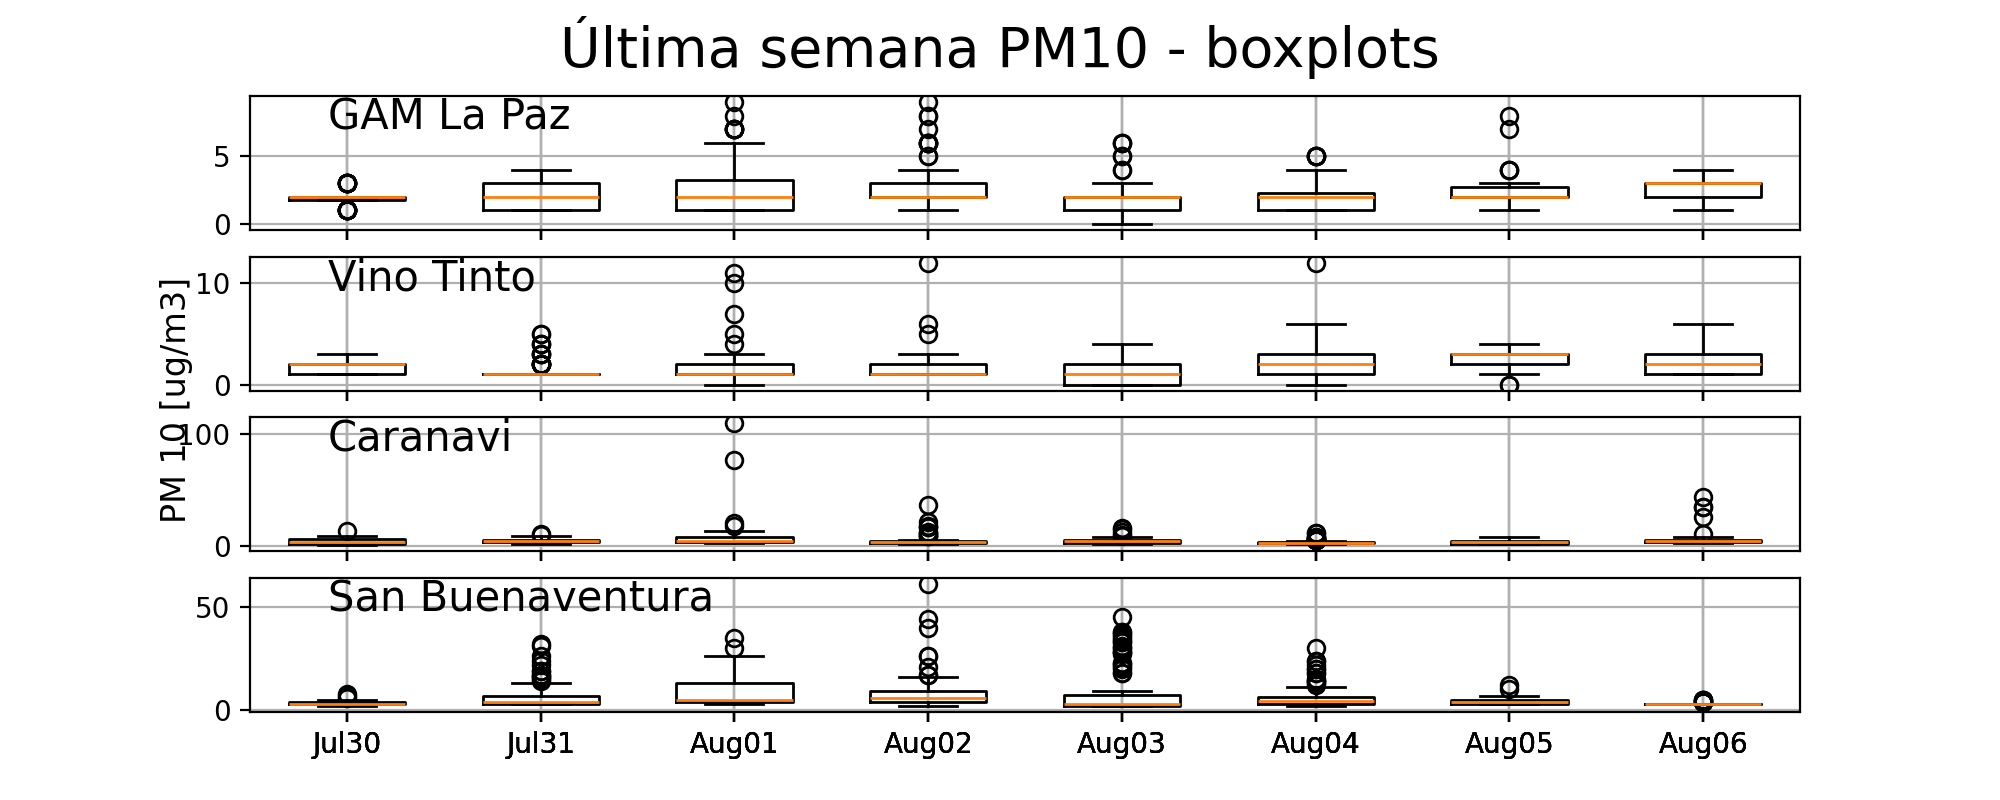 Última semana PM10 - boxplots
GAM La Paz
5
0
Vino Tinto
10
0
PM 10 [ug/m3]
Caranavi
100
0
San Buenaventura
50
0
Jul30 Jul31 Aug01 Aug02 Aug03 Aug04 Aug05 Aug06